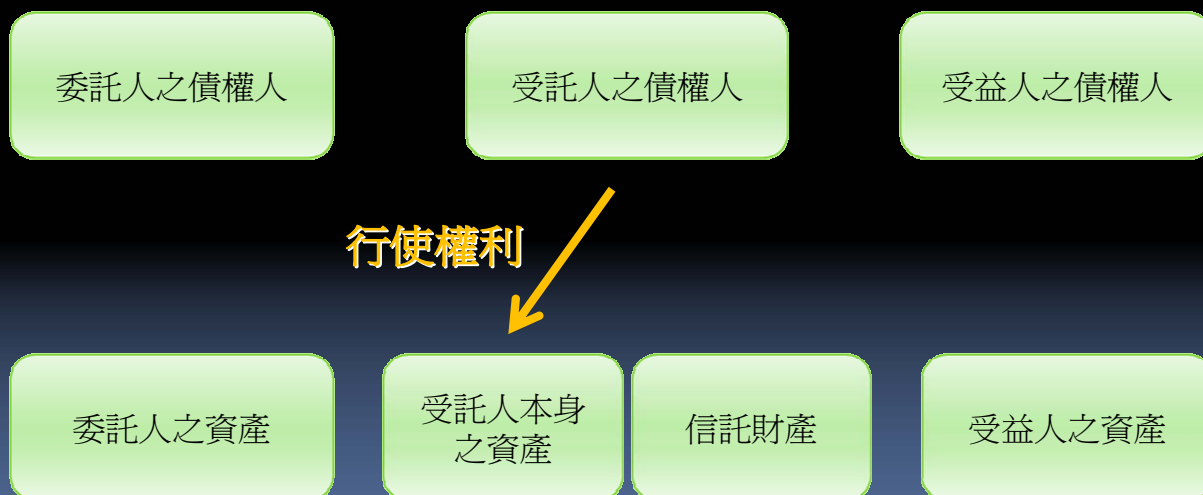 委託人之債權人
受託人之債權人
受益人之債權人
行使權利
委託人之資產
受託人本身
之資產
信託財產
受益人之資產